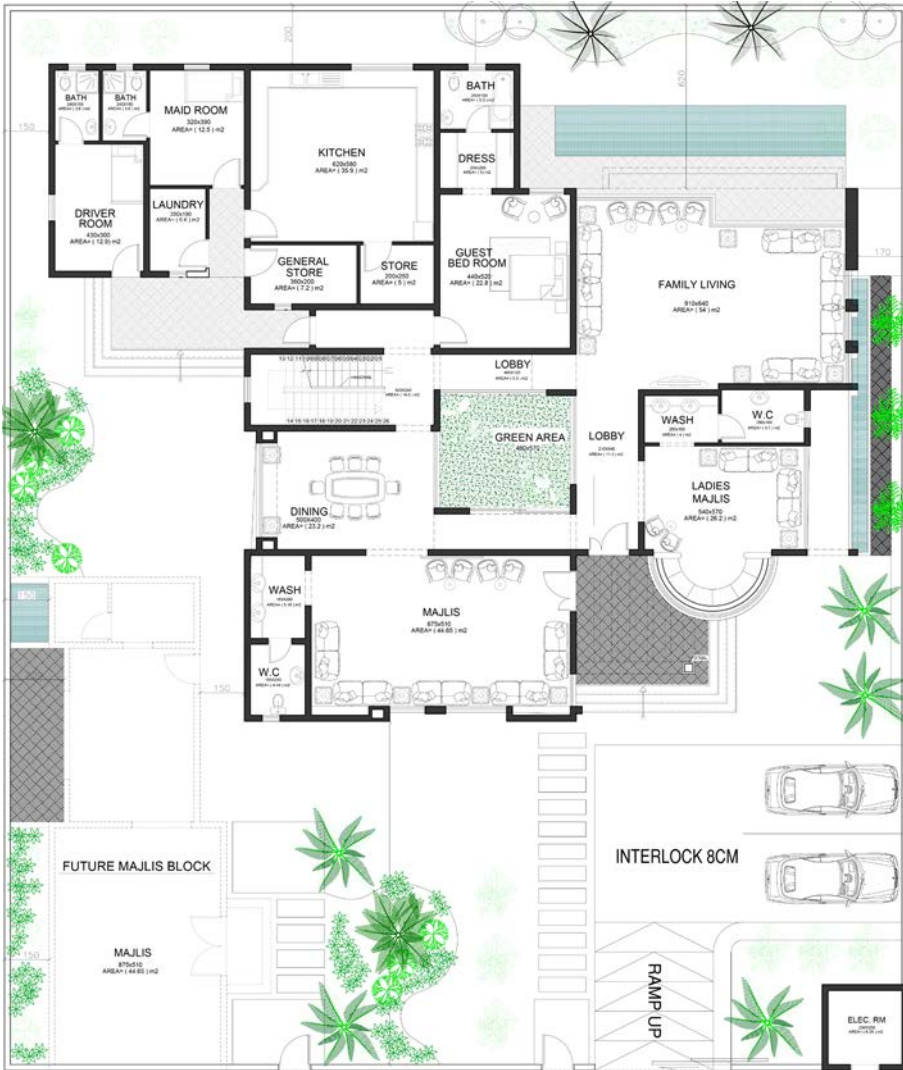 200
620
150
170
BATH
BATH
MAID ROOM
320x390
AREA= ( 12.5 ) m2
KITCHEN
620x580
AREA= ( 35.9 ) m2
BATH
DRESS
DRIVER
ROOM
430x300
AREA= ( 12.9) m2
LAUNDRY
GENERAL
STORE
360x200
AREA= ( 7.2 ) m2
STORE
200x250
AREA= ( 5 ) m2
GUEST
BED ROOM
440x520
AREA= ( 22.8 ) m2
FAMILY LIVING
910x640
AREA= ( 54 ) m2
LOBBY
GREEN AREA
LOBBY
WASH
W.C
DINING
500X400
AREA= ( 23.2 ) m2
LADIES
MAJLIS
540x570
AREA= ( 26.2 ) m2
WASH
W.C
MAJLIS
875x510
AREA= ( 44.65 ) m2
150
150
150
FUTURE MAJLIS BLOCK
MAJLIS
875x510
AREA= ( 44.65 ) m2
INTERLOCK 8CM
RAMP UP
ELEC. RM